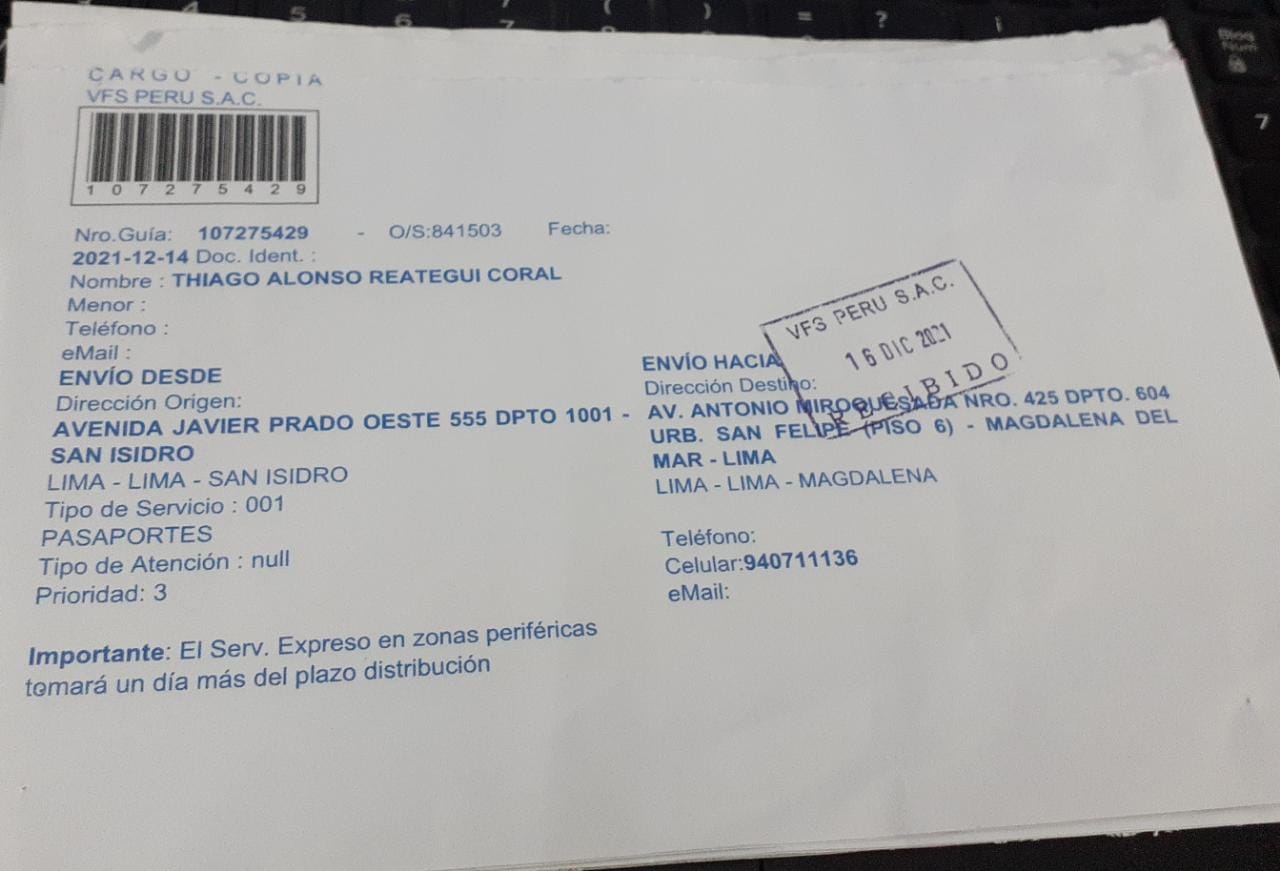 CARGO - COPIA
VFS PERU S.A.C.
107275429
Nro.Guía: 107275429 - O/S:841503 Fecha:
2021-12-14 Doc. Ident. :
Nombre : THIAGO ALONSO REATEGUI CORAL
Menor :
Teléfono :
eMail :
ENVÍO DESDE
Dirección Origen:
AVENIDA JAVIER PRADO OESTE 555 DPTO 1001 -
SAN ISIDRO
LIMA - LIMA - SAN ISIDRO
Tipo de Servicio : 001
PASAPORTES
Tipo de Atención : null
Prioridad: 3
Importante: El Serv. Expreso en zonas periféricas
tomará un día más del plazo distribución
ENVÍO HACIA
Dirección Destino:
AV. ANTONIO MIROQUESADA NRO. 425 DPTO. 604
URB. SAN FELIPE (PISO 6) - MAGDALENA DEL
MAR - LIMA
LIMA - LIMA - MAGDALENA
Teléfono:
Celular:940711136
eMail:
VFS PERU S.A.C.
16 DIC 2021
RECIBIDO
4
5
6
7
(
)
=
?
¡
Bloq
Num
7